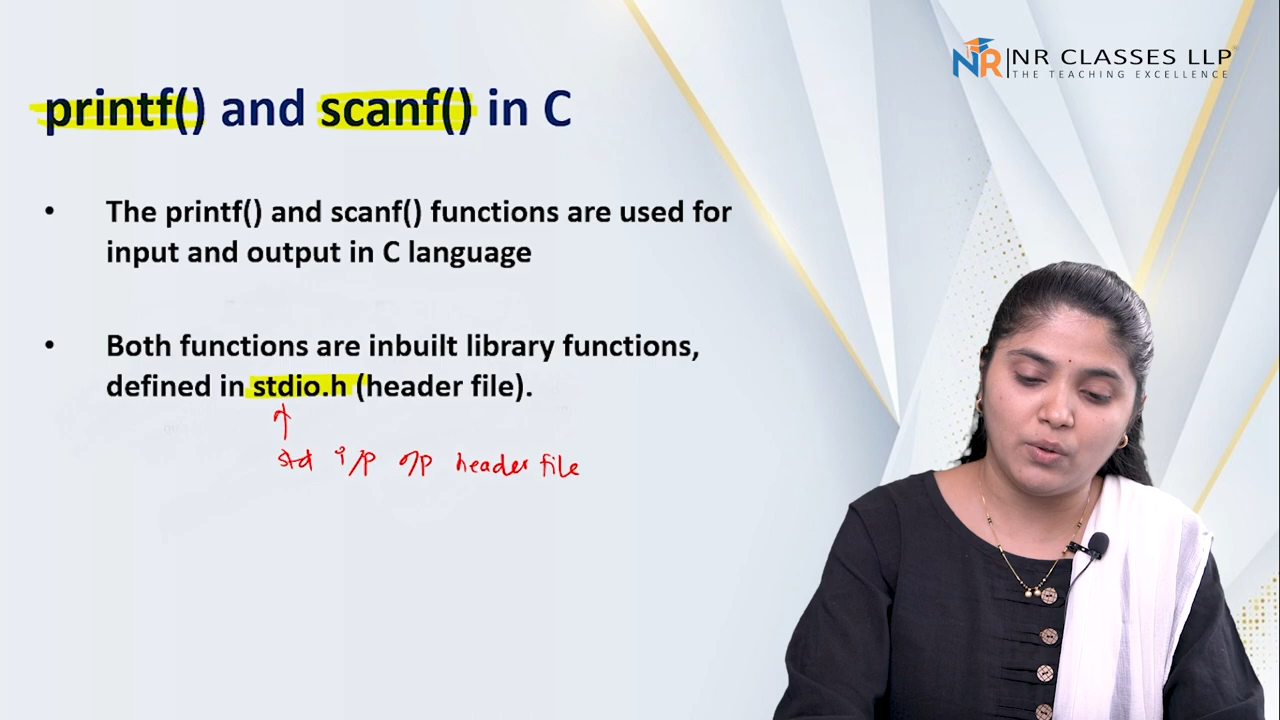 NR NR CLASSES LLP
THE TEACHING EXCELLENCE
printf() and scanf() in C
• The printf() and scanf() functions are used for
input and output in C language
• Both functions are inbuilt library functions,
defined in stdio.h (header file).
std i/p o/p header file